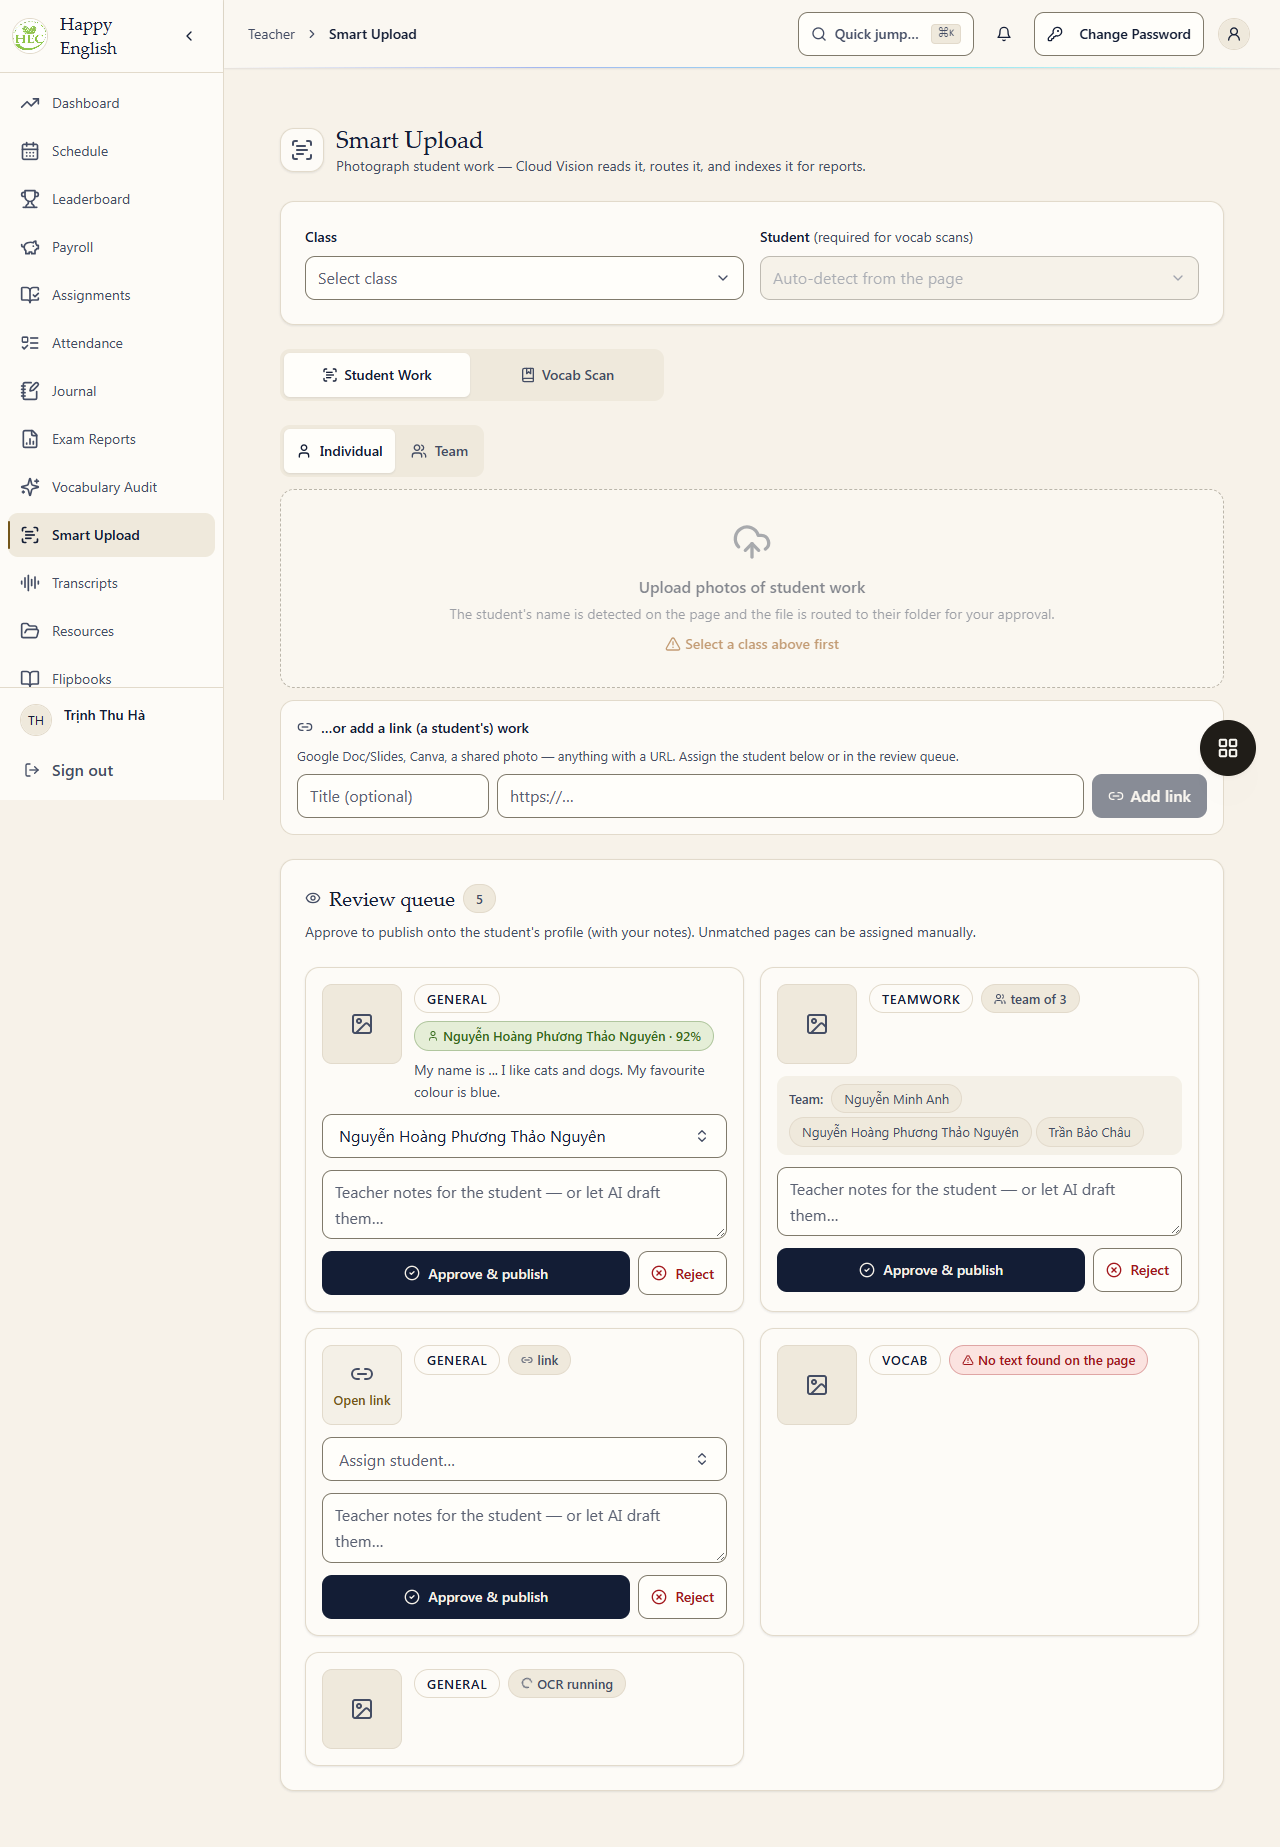 HEC
Happy
English
Teacher
Smart Upload
Quick jump...
⌘K
Change Password
Dashboard
Schedule
Leaderboard
Payroll
Assignments
Attendance
Journal
Exam Reports
Vocabulary Audit
Smart Upload
Transcripts
Resources
Flipbooks
TH
Trịnh Thu Hà
Sign out
Smart Upload
Photograph student work — Cloud Vision reads it, routes it, and indexes it for reports.
Class
Select class
Student (required for vocab scans)
Auto-detect from the page
Student Work
Vocab Scan
Individual
Team
Upload photos of student work
The student's name is detected on the page and the file is routed to their folder for your approval.
Select a class above first
...or add a link (a student's) work
Google Doc/Slides, Canva, a shared photo — anything with a URL. Assign the student below or in the review queue.
Title (optional)
https://...
Add link
Review queue
5
Approve to publish onto the student's profile (with your notes). Unmatched pages can be assigned manually.
GENERAL
Nguyễn Hoàng Phương Thảo Nguyên · 92%
My name is ... I like cats and dogs. My favourite
colour is blue.
Nguyễn Hoàng Phương Thảo Nguyên
Teacher notes for the student — or let AI draft
them...
Approve & publish
Reject
TEAMWORK
team of 3
Team:
Nguyễn Minh Anh
Nguyễn Hoàng Phương Thảo Nguyên
Trần Bảo Châu
Teacher notes for the student — or let AI draft
them...
Approve & publish
Reject
Open link
GENERAL
link
Assign student...
Teacher notes for the student — or let AI draft
them...
Approve & publish
Reject
VOCAB
No text found on the page
GENERAL
OCR running